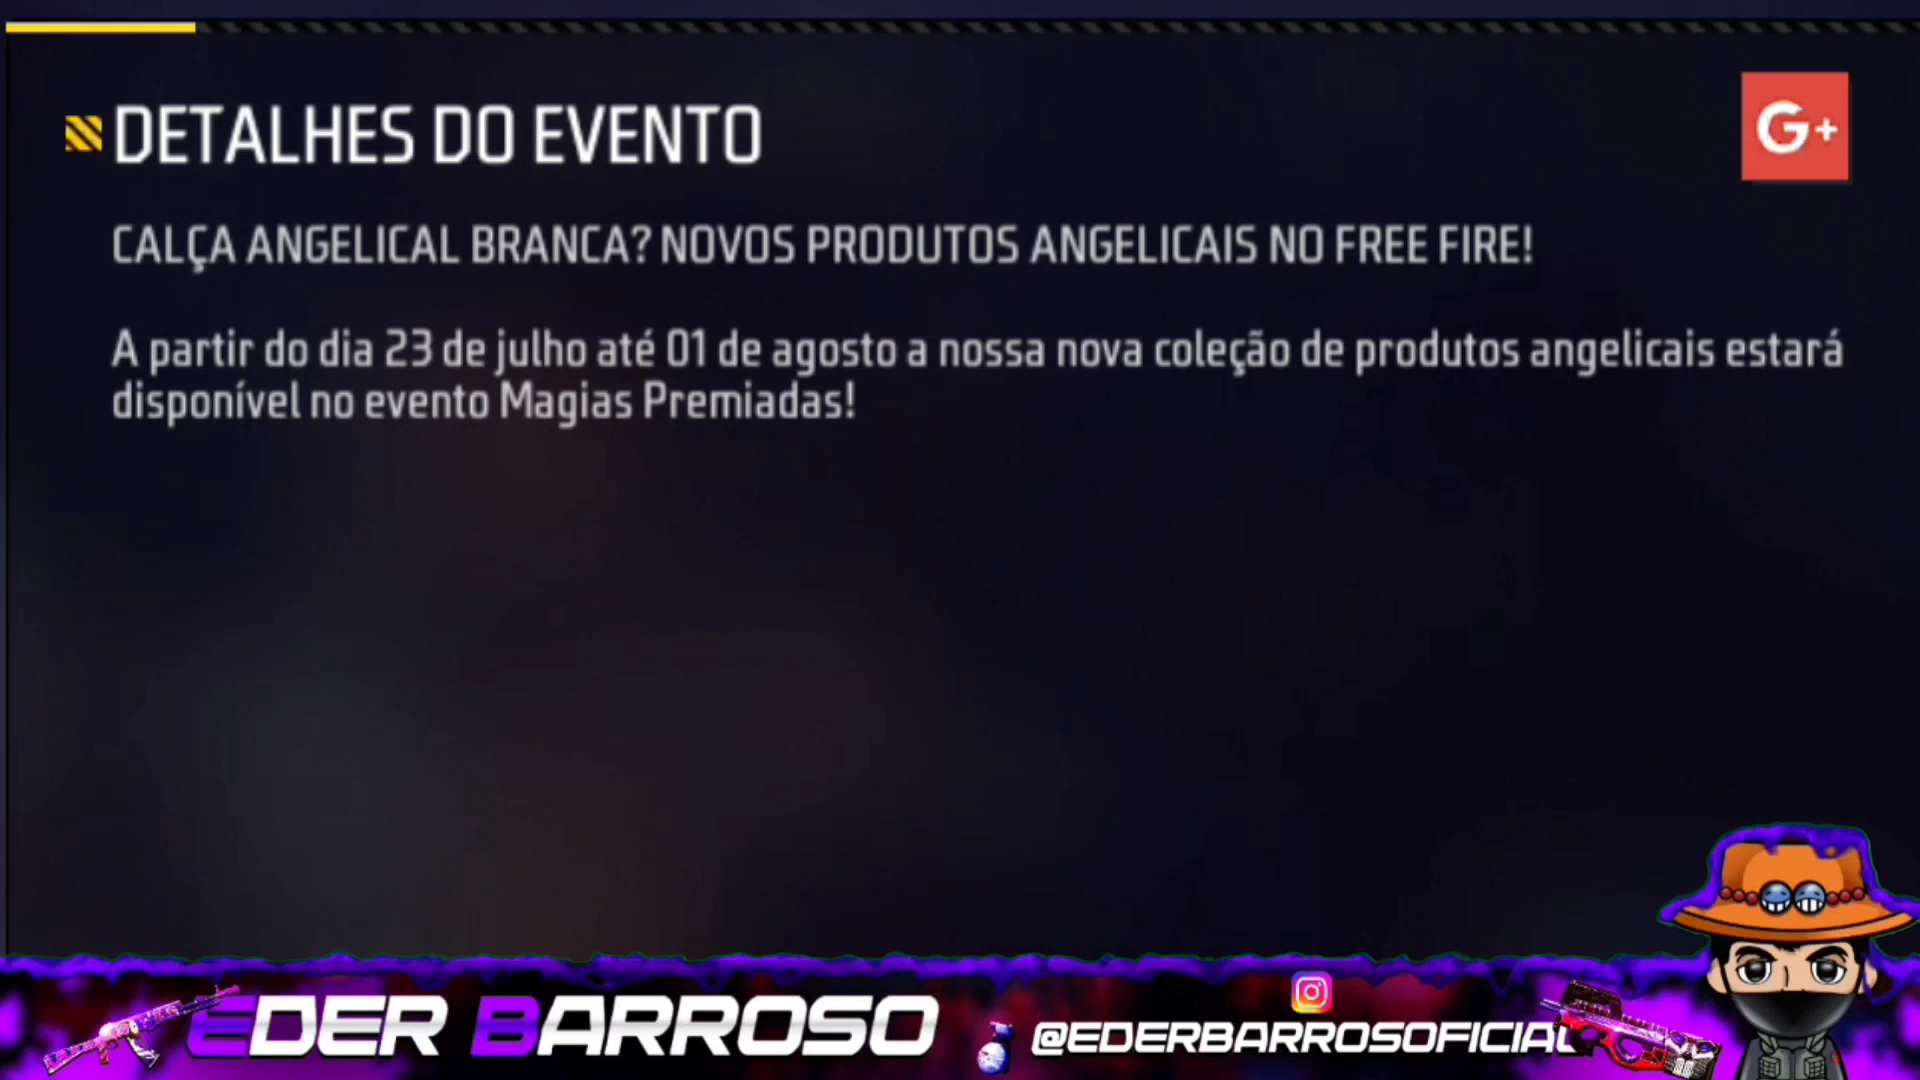 DETALHES DO EVENTO
G+
CALÇA ANGELICAL BRANCA? NOVOS PRODUTOS ANGELICAIS NO FREE FIRE!
A partir do dia 23 de julho até 01 de agosto a nossa nova coleção de produtos angelicais estará
disponível no evento Magias Premiadas!
EDER BARROSO
@EDERBARROSOFICIAL